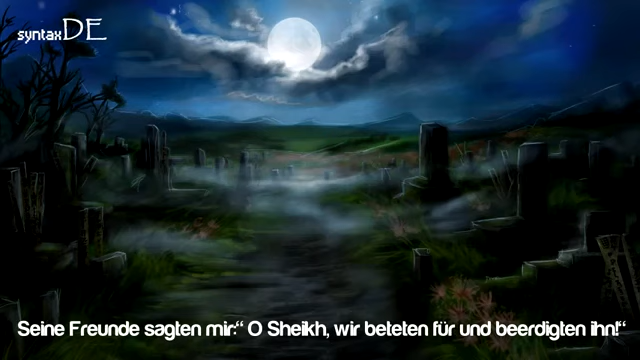 syntaxDE
Seine Freunde sagten mir:“ O Sheikh, wir beteten für und beerdigten ihn!“